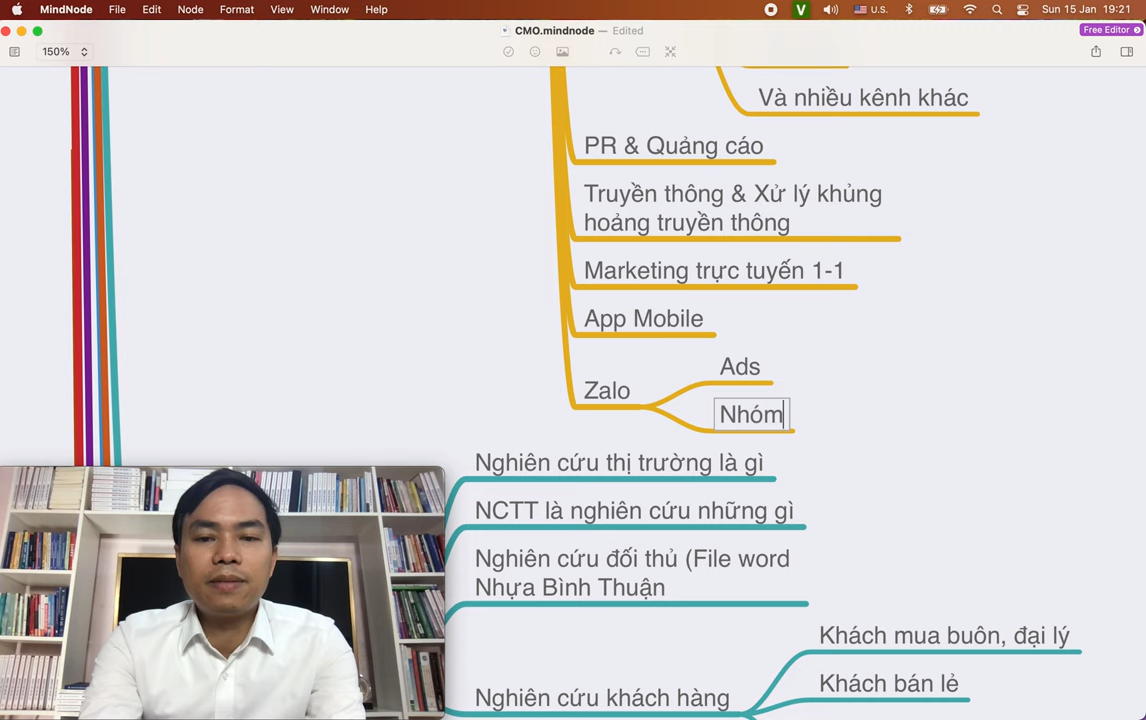 MindNode File Edit Node Format View Window Help V U.S. Sun 15 Jan 19:21
CMO.mindnode — Edited
Free Editor
150%
Và nhiều kênh khác
PR & Quảng cáo
Truyền thông & Xử lý khủng
hoảng truyền thông
Marketing trực tuyến 1-1
App Mobile
Zalo
Ads
Nhóm
Nghiên cứu thị trường là gì
NCTT là nghiên cứu những gì
Nghiên cứu đối thủ (File word
Nhựa Bình Thuận
Nghiên cứu khách hàng
Khách mua buôn, đại lý
Khách bán lẻ